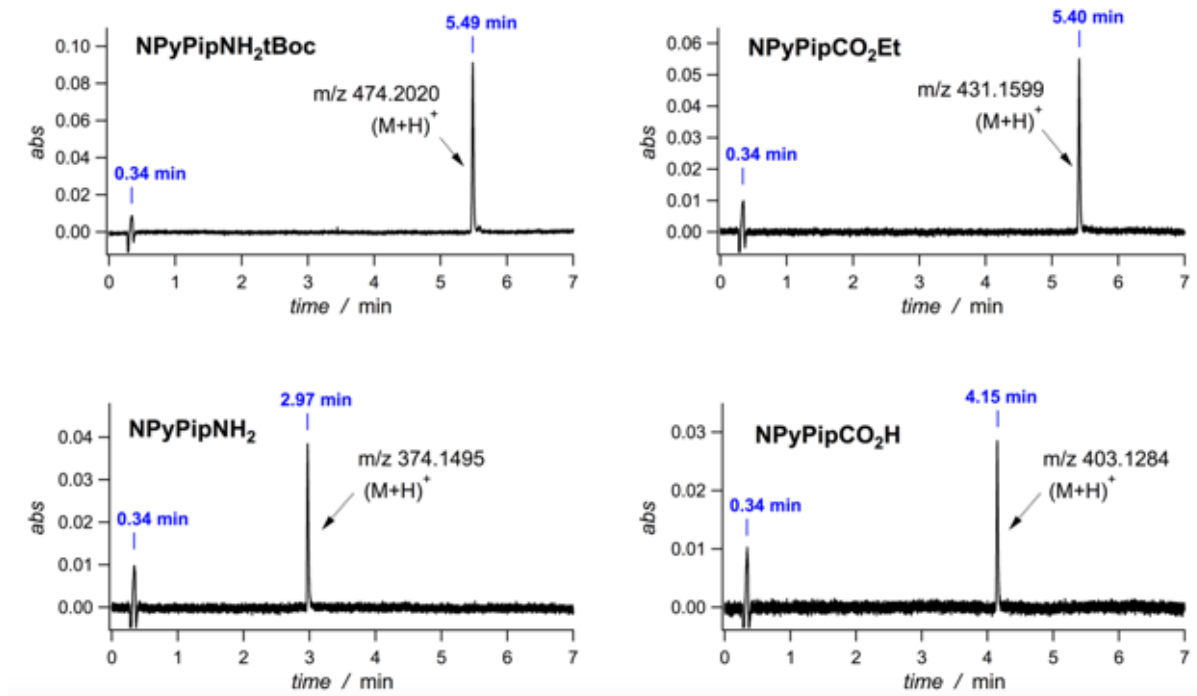 5.49 min
NPyPipNH2tBoc
m/z 474.2020
(M+H)+
0.34 min
abs
0.10
0.08
0.06
0.04
0.02
0.00
0 1 2 3 4 5 6 7
time / min
5.40 min
NPyPipCO2Et
m/z 431.1599
(M+H)+
0.34 min
abs
0.06
0.05
0.04
0.03
0.02
0.01
0.00
0 1 2 3 4 5 6 7
time / min
2.97 min
NPyPipNH2
m/z 374.1495
(M+H)+
0.34 min
abs
0.04
0.03
0.02
0.01
0.00
0 1 2 3 4 5 6 7
time / min
4.15 min
NPyPipCO2H
m/z 403.1284
(M+H)+
0.34 min
abs
0.03
0.02
0.01
0.00
0 1 2 3 4 5 6 7
time / min